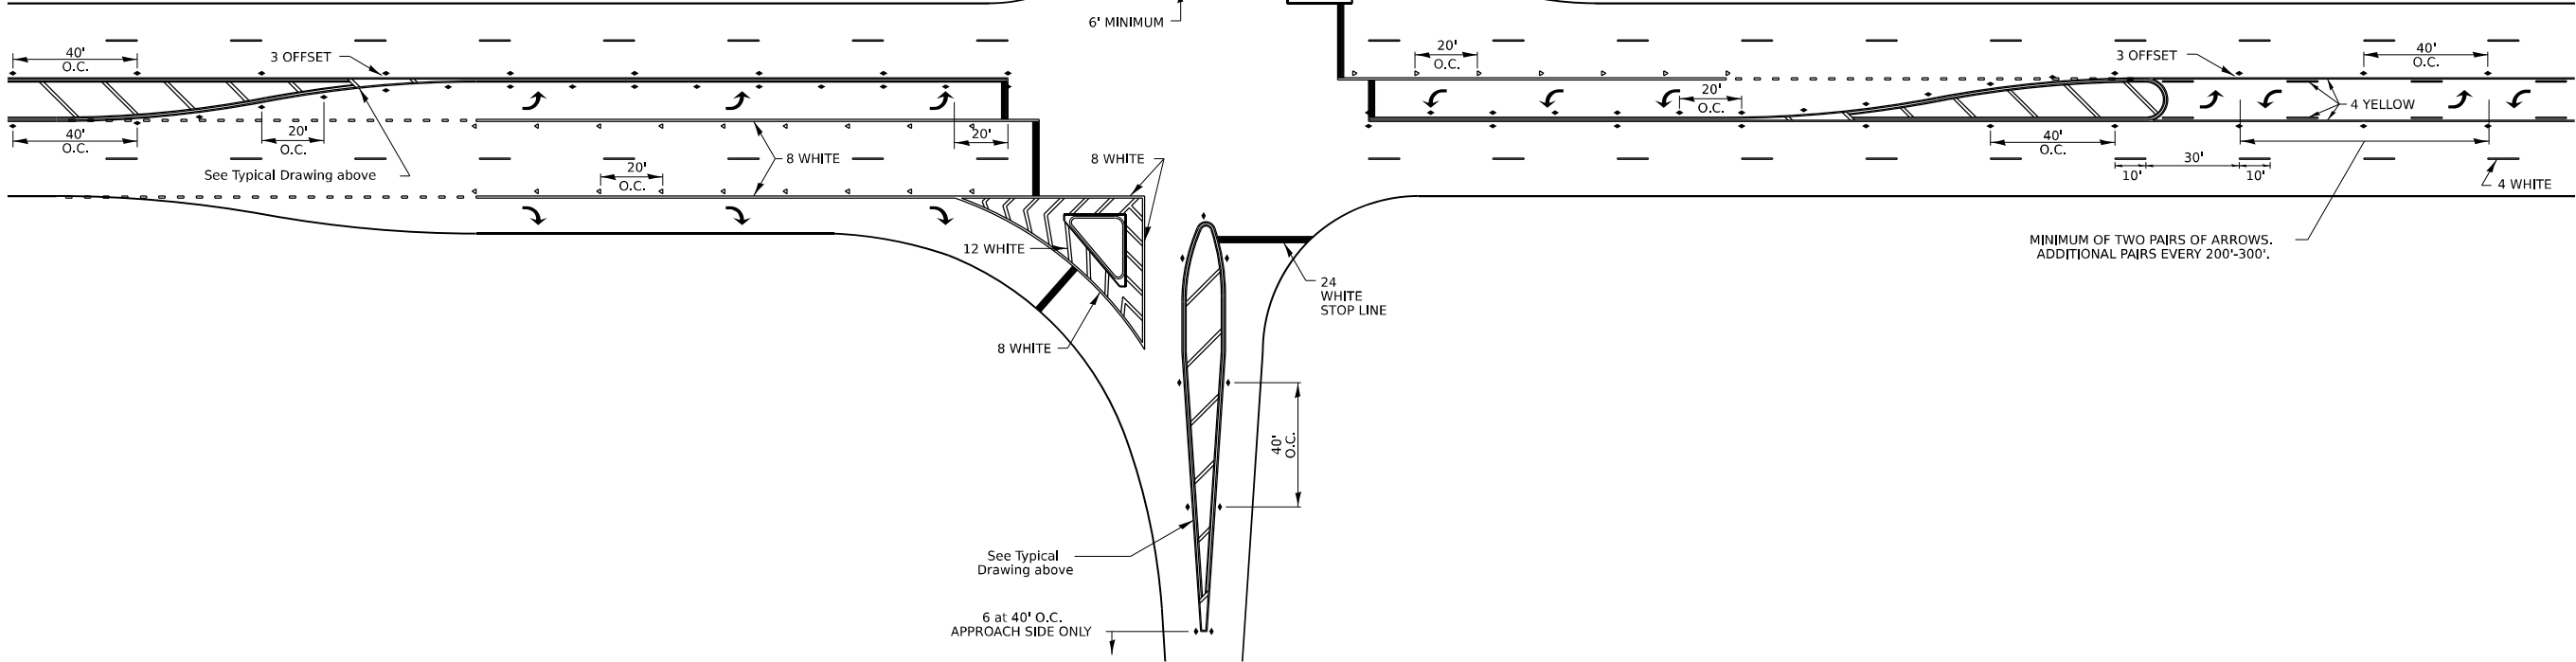 6' MINIMUM
40'
O.C.
3 OFFSET
20'
O.C.
3 OFFSET
40'
O.C.
20'
O.C.
4 YELLOW
40'
O.C.
20'
O.C.
20'
40'
O.C.
30'
10'
10'
See Typical Drawing above
20'
O.C.
8 WHITE
8 WHITE
4 WHITE
12 WHITE
MINIMUM OF TWO PAIRS OF ARROWS.
ADDITIONAL PAIRS EVERY 200'-300'.
24
WHITE
STOP LINE
8 WHITE
40'
O.C.
See Typical
Drawing above
6 at 40' O.C.
APPROACH SIDE ONLY